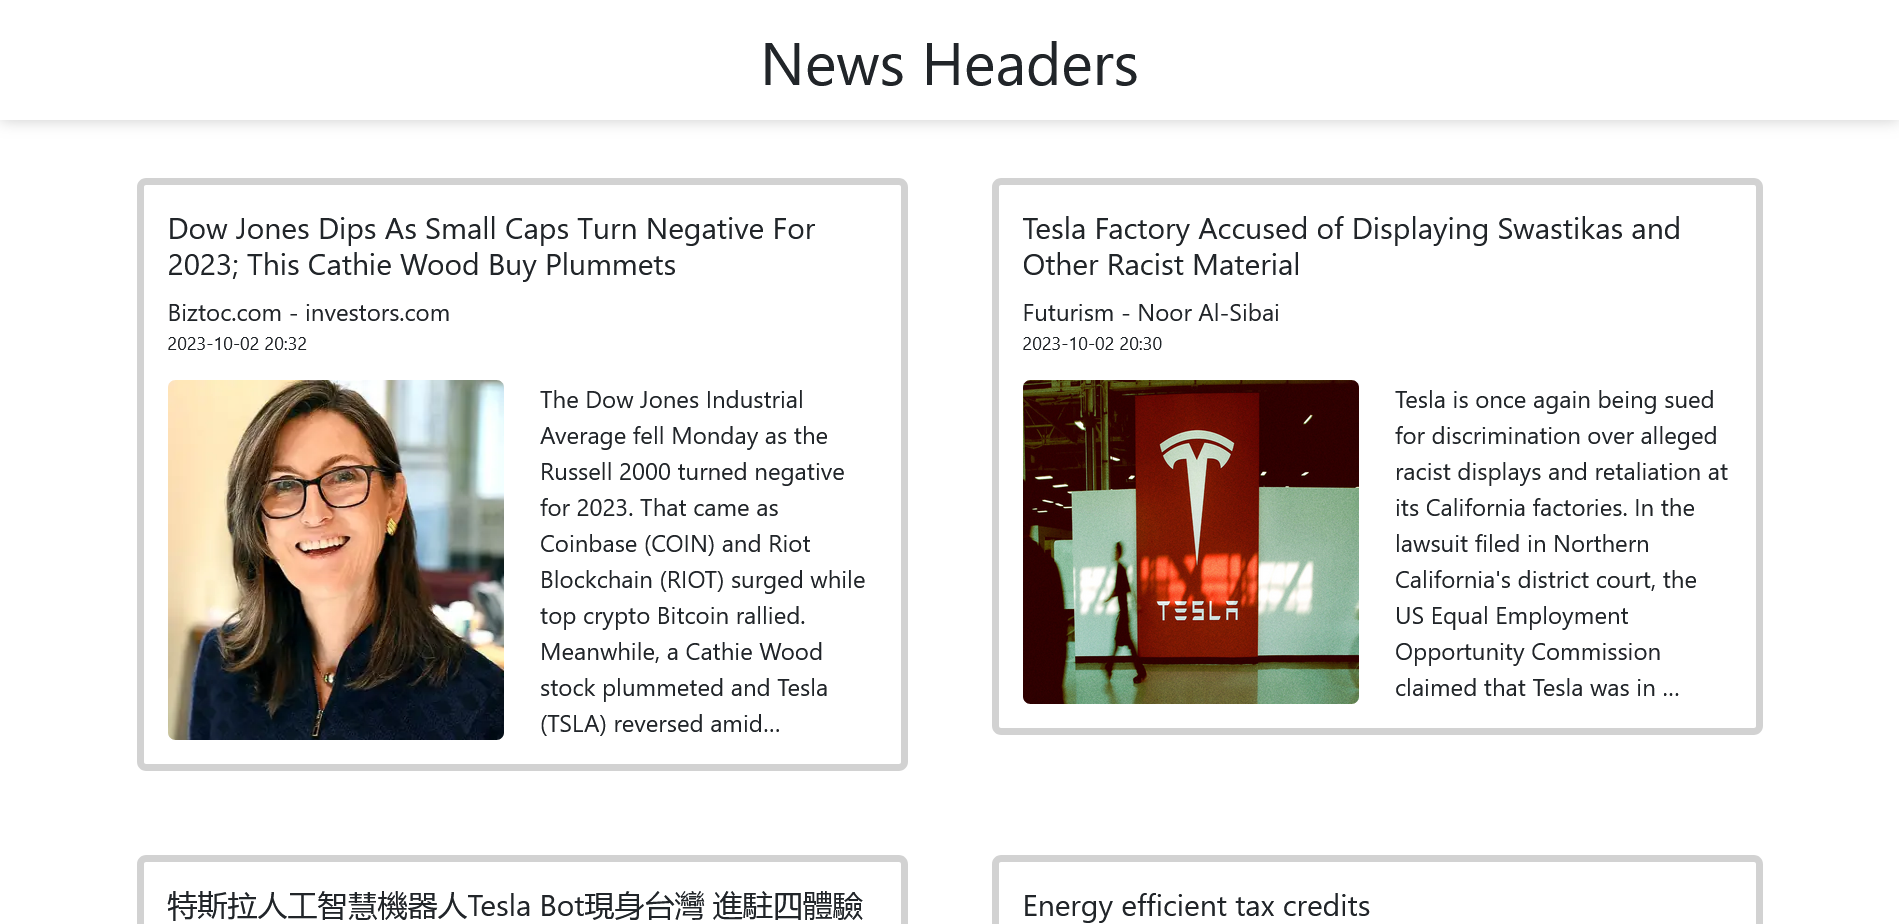 News Headers
Dow Jones Dips As Small Caps Turn Negative For
2023; This Cathie Wood Buy Plummets
Biztoc.com - investors.com
2023-10-02 20:32
The Dow Jones Industrial
Average fell Monday as the
Russell 2000 turned negative
for 2023. That came as
Coinbase (COIN) and Riot
Blockchain (RIOT) surged while
top crypto Bitcoin rallied.
Meanwhile, a Cathie Wood
stock plummeted and Tesla
(TSLA) reversed amid...
Tesla Factory Accused of Displaying Swastikas and
Other Racist Material
Futurism - Noor Al-Sibai
2023-10-02 20:30
TESLA
Tesla is once again being sued
for discrimination over alleged
racist displays and retaliation at
its California factories. In the
lawsuit filed in Northern
California's district court, the
US Equal Employment
Opportunity Commission
claimed that Tesla was in ...
特斯拉人工智慧機器人Tesla Bot現身台灣 進駐四體驗
Energy efficient tax credits